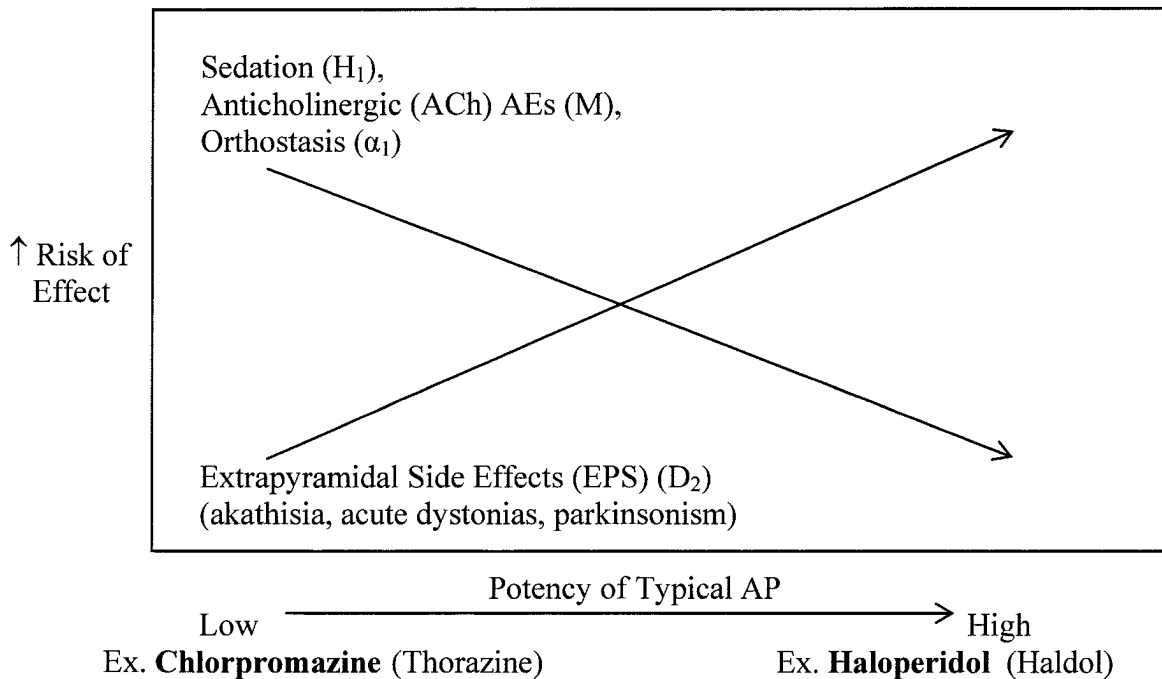 Sedation (H₁),
Anticholinergic (ACh) AEs (M),
Orthostasis (α₁)
↑ Risk of
Effect
Extrapyramidal Side Effects (EPS) (D₂)
(akathisia, acute dystonias, parkinsonism)
Potency of Typical AP
Low
High
Ex. Chlorpromazine (Thorazine)
Ex. Haloperidol (Haldol)